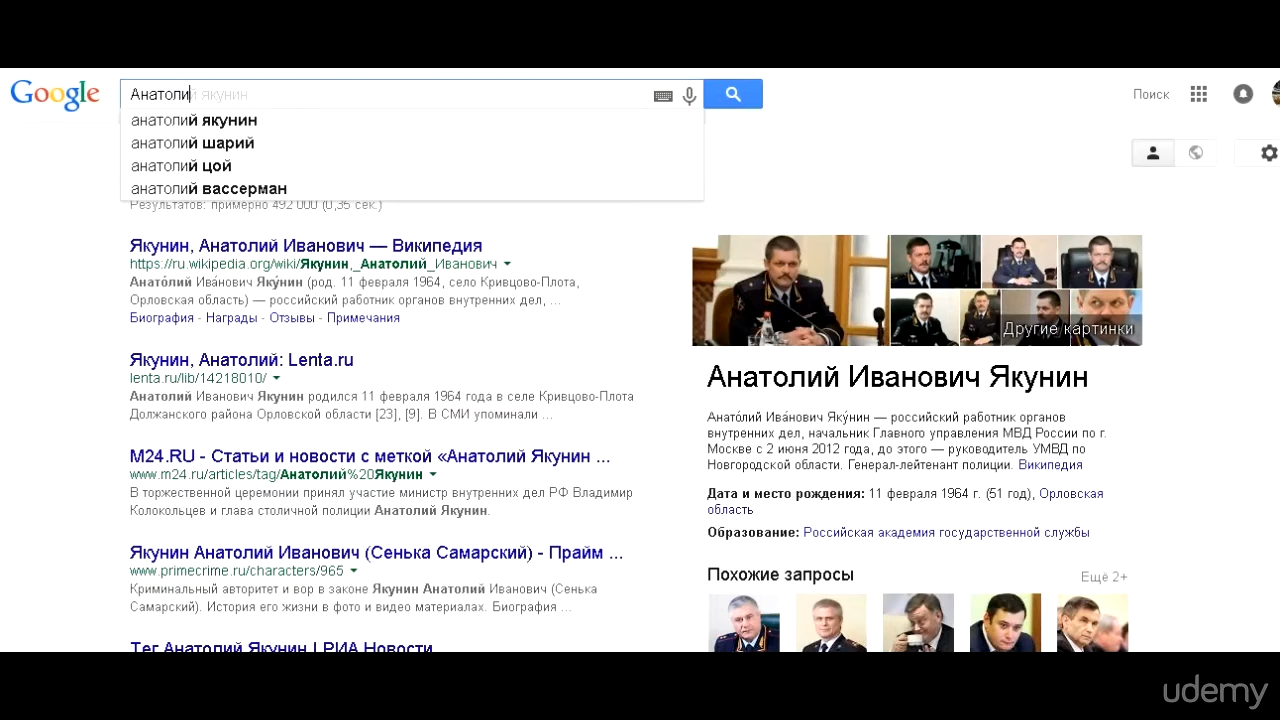 Google
Анатолий якунин
Поиск
анатолий якунин
анатолий шарий
анатолий цой
анатолий вассерман
Результатов: примерно 492 000 (0,35 сек.)
Якунин, Анатолий Иванович — Википедия
https://ru.wikipedia.org/wiki/Якунин,_Анатолий_Иванович
Анато́лий Ива́нович Яку́нин (род. 11 февраля 1964, село Кривцово-Плота,
Орловская область) — российский работник органов внутренних дел, ...
Биография - Награды - Отзывы - Примечания
Якунин, Анатолий: Lenta.ru
lenta.ru/lib/14218010/
Анатолий Иванович Якунин родился 11 февраля 1964 года в селе Кривцово-Плота
Должанского района Орловской области [23], [9]. В СМИ упоминали ...
M24.RU - Статьи и новости с меткой «Анатолий Якунин ...
www.m24.ru/articles/tag/Анатолий%20Якунин
В торжественной церемонии принял участие министр внутренних дел РФ Владимир
Колокольцев и глава столичной полиции Анатолий Якунин.
Якунин Анатолий Иванович (Сенька Самарский) - Прайм ...
www.primecrime.ru/characters/965
Криминальный авторитет и вор в законе Якунин Анатолий Иванович (Сенька
Самарский). История его жизни в фото и видео материалах. Биография ...
Тег Анатолий Якунин | РИА Новости
Другие картинки
Анатолий Иванович Якунин
Анато́лий Ива́нович Яку́нин — российский работник органов
внутренних дел, начальник Главного управления МВД России по г.
Москве с 2 июня 2012 года, до этого — руководитель УМВД по
Новгородской области. Генерал-лейтенант полиции. Википедия
Дата и место рождения: 11 февраля 1964 г. (51 год), Орловская
область
Образование: Российская академия государственной службы
Похожие запросы
Ещё 2+
udemy